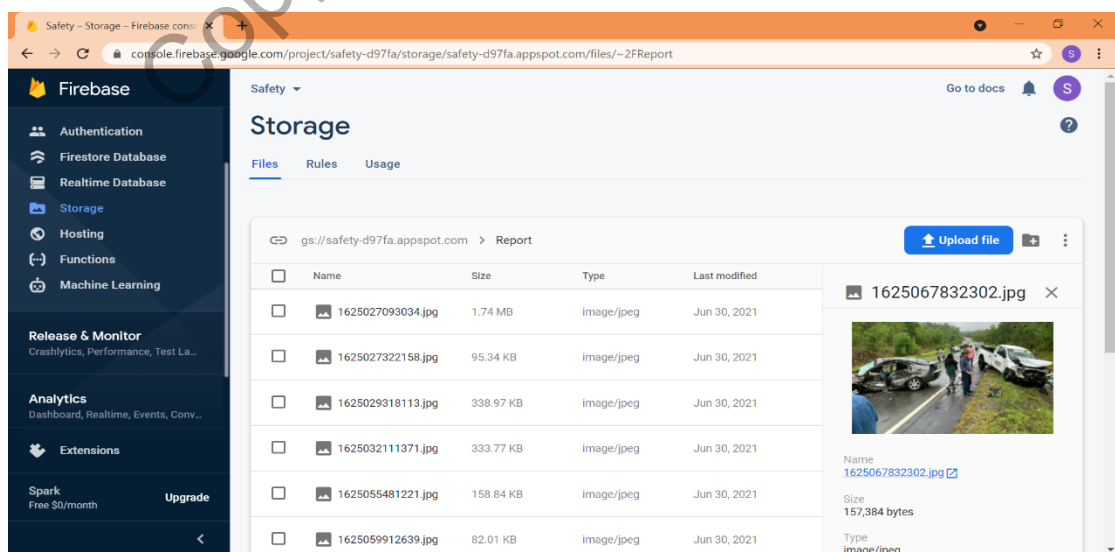 Safety – Storage – Firebase cons
console.firebase.google.com/project/safety-d97fa/storage/safety-d97fa.appspot.com/files/~2FReport
S
Firebase
Safety
Go to docs
S
Storage
Authentication
Firestore Database
Realtime Database
Storage
Hosting
Functions
Machine Learning
Release & Monitor
Crashlytics, Performance, Test La...
Analytics
Dashboard, Realtime, Events, Conv...
Extensions
Spark
Free $0/month
Upgrade
Files Rules Usage
gs://safety-d97fa.appspot.com > Report
Upload file
Name Size Type Last modified
1625027093034.jpg 1.74 MB image/jpeg Jun 30, 2021
1625027322158.jpg 95.34 KB image/jpeg Jun 30, 2021
1625029318113.jpg 338.97 KB image/jpeg Jun 30, 2021
1625032111371.jpg 333.77 KB image/jpeg Jun 30, 2021
1625055481221.jpg 158.84 KB image/jpeg Jun 30, 2021
1625059912639.jpg 82.01 KB image/jpeg Jun 30, 2021
1625067832302.jpg
Name
1625067832302.jpg
Size
157,384 bytes
Type
image/jpeg